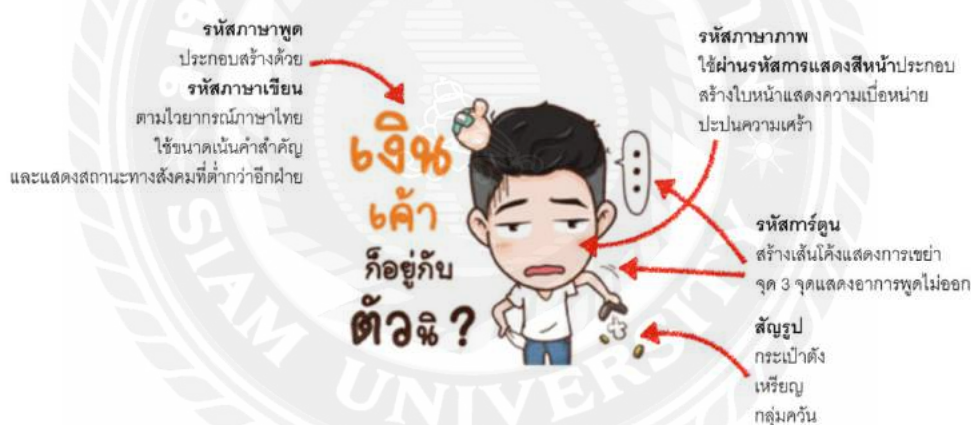 รหัสภาษาพูด
ประกอบสร้างด้วย
รหัสภาษาเขียน
ตามไวยากรณ์ภาษาไทย
ใช้ขนาดเน้นคำสำคัญ
และแสดงสถานะทางสังคมที่ต่ำกว่าอีกฝ่าย
เงิน
เค้า
ก็อยู่กับ
ตัวนิ ?
รหัสภาษาภาพ
ใช้ผ่านรหัสการแสดงสีหน้าประกอบ
สร้างใบหน้าแสดงความเบื่อหน่าย
ปะปนความเศร้า
รหัสการ์ตูน
สร้างเส้นโค้งแสดงการเขย่า
จุด 3 จุดแสดงอาการพูดไม่ออก
สัญรูป
กระเป๋าตัง
เหรียญ
กลุ่มควัน
SIAM UNIVERSITY